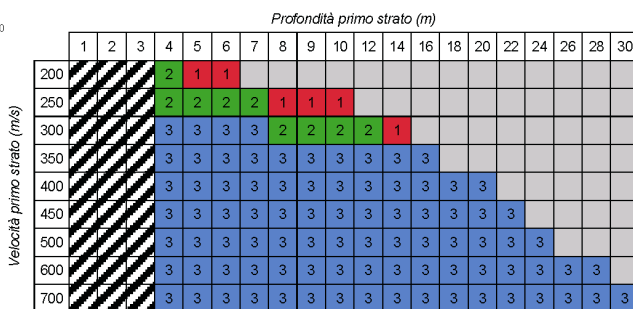 0
Profondità primo strato (m)
1 2 3 4 5 6 7 8 9 10 12 14 16 18 20 22 24 26 28 30
Velocità primo strato (m/s)
200 2 1 1
250 2 2 2 2 1 1 1
300 3 3 3 3 2 2 2 2 1
350 3 3 3 3 3 3 3 3 3 3
400 3 3 3 3 3 3 3 3 3 3 3 3
450 3 3 3 3 3 3 3 3 3 3 3 3 3
500 3 3 3 3 3 3 3 3 3 3 3 3 3 3
600 3 3 3 3 3 3 3 3 3 3 3 3 3 3 3 3
700 3 3 3 3 3 3 3 3 3 3 3 3 3 3 3 3 3